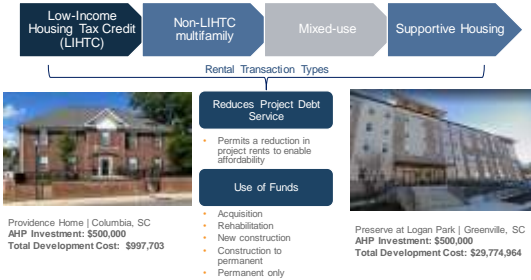 Low-Income
Housing Tax Credit
(LIHTC)
Non-LIHTC
multifamily
Mixed-use
Supportive Housing
Rental Transaction Types
Reduces Project Debt
Service
• Permits a reduction in
project rents to enable
affordability
Use of Funds
• Acquisition
• Rehabilitation
• New construction
• Construction to
permanent
• Permanent only
Providence Home | Columbia, SC
AHP Investment: $500,000
Total Development Cost: $997,703
Preserve at Logan Park | Greenville, SC
AHP Investment: $500,000
Total Development Cost: $29,774,964